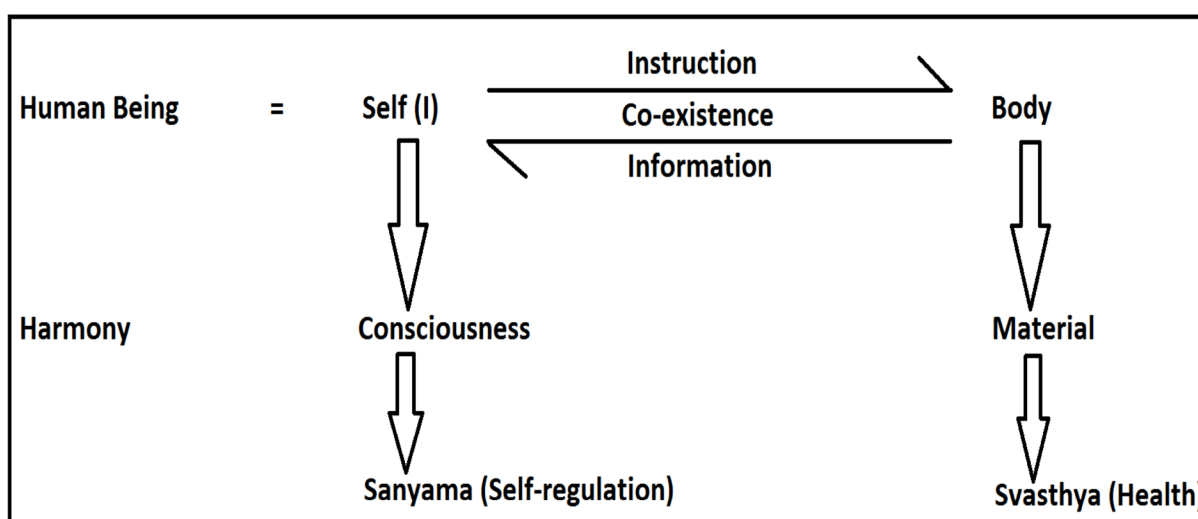 Instruction
Human Being = Self (I) Co-existence Body
Information
Harmony Consciousness Material
Sanyama (Self-regulation) Svasthya (Health)